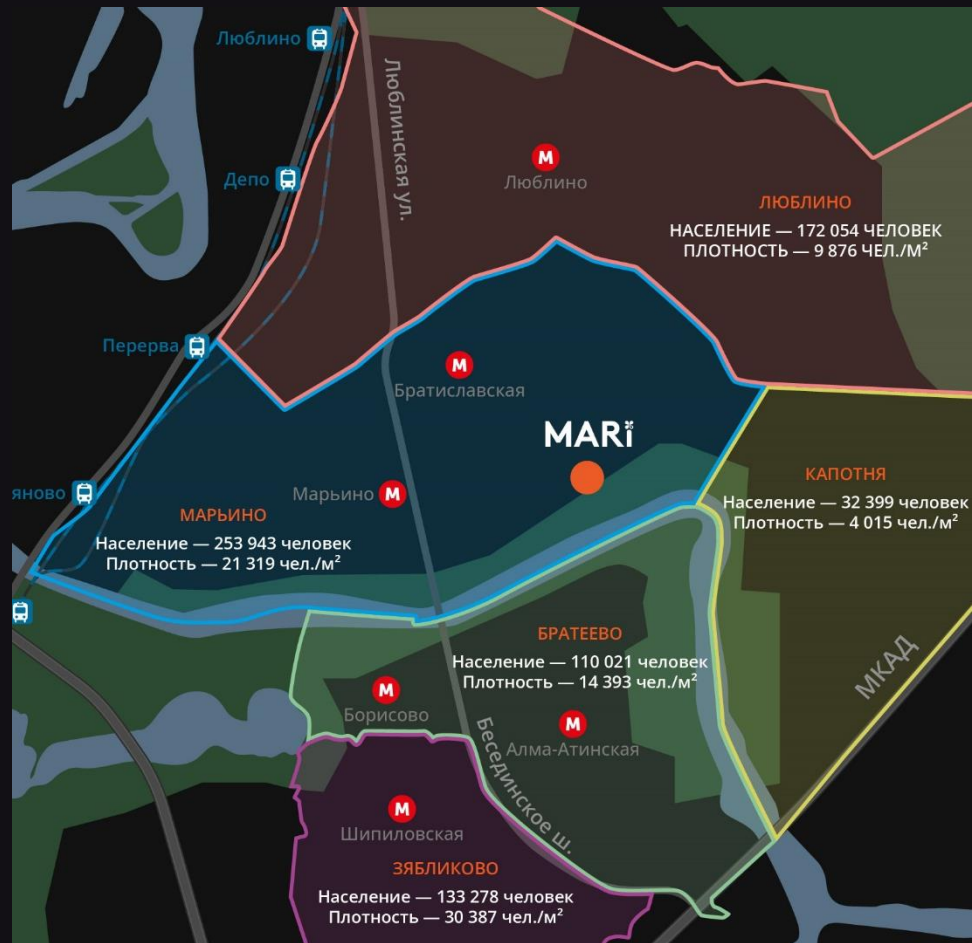 Люблино
Люблинская ул.
М
Люблино
Депо
ЛЮБЛИНО
НАСЕЛЕНИЕ — 172 054 ЧЕЛОВЕК
ПЛОТНОСТЬ — 9 876 ЧЕЛ./М²
Перерва
М
Братиславская
MARi
яново
Марьино
М
МАРЬИНО
Население — 253 943 человек
Плотность — 21 319 чел./м²
КАПОТНЯ
Население — 32 399 человек
Плотность — 4 015 чел./м²
БРАТЕЕВО
Население — 110 021 человек
Плотность — 14 393 чел./м²
МКАД
М
Борисово
М
Алма-Атинская
Бесединское ш.
М
Шипиловская
ЗЯБЛИКОВО
Население — 133 278 человек
Плотность — 30 387 чел./м²